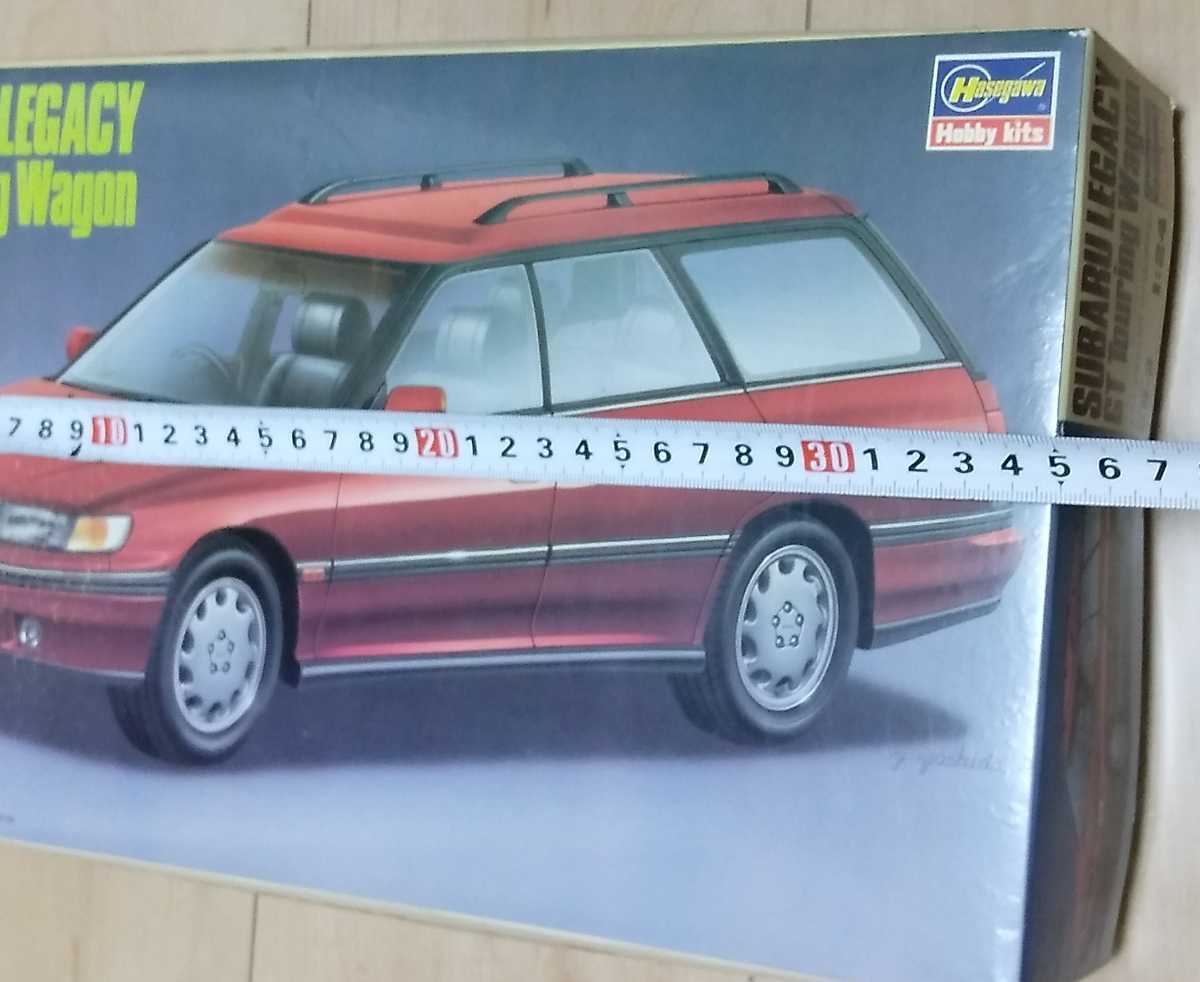 LEGACY
g Wagon
Hasegawa
Hobby kits
SUBARU LEGACY
GT Touring Wagon
7 8 9 10 1 2 3 4 5 6 7 8 9 20 1 2 3 4 5 6 7 8 9 30 1 2 3 4 5 6 7